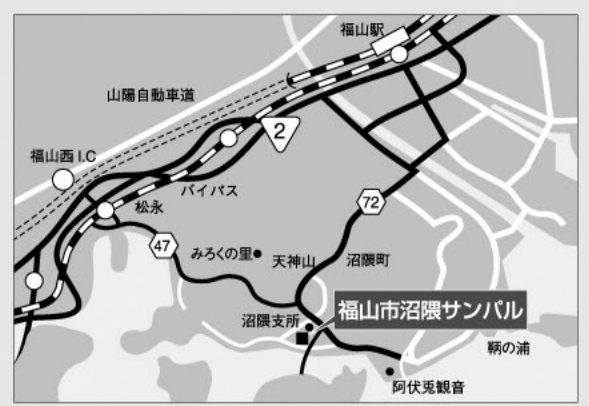 福山駅
山陽自動車道
2
福山西I.C
バイパス
松永
72
47
みろくの里
天神山
沼隈町
福山市沼隈サンパル
沼隈支所
鞆の浦
阿伏兎観音